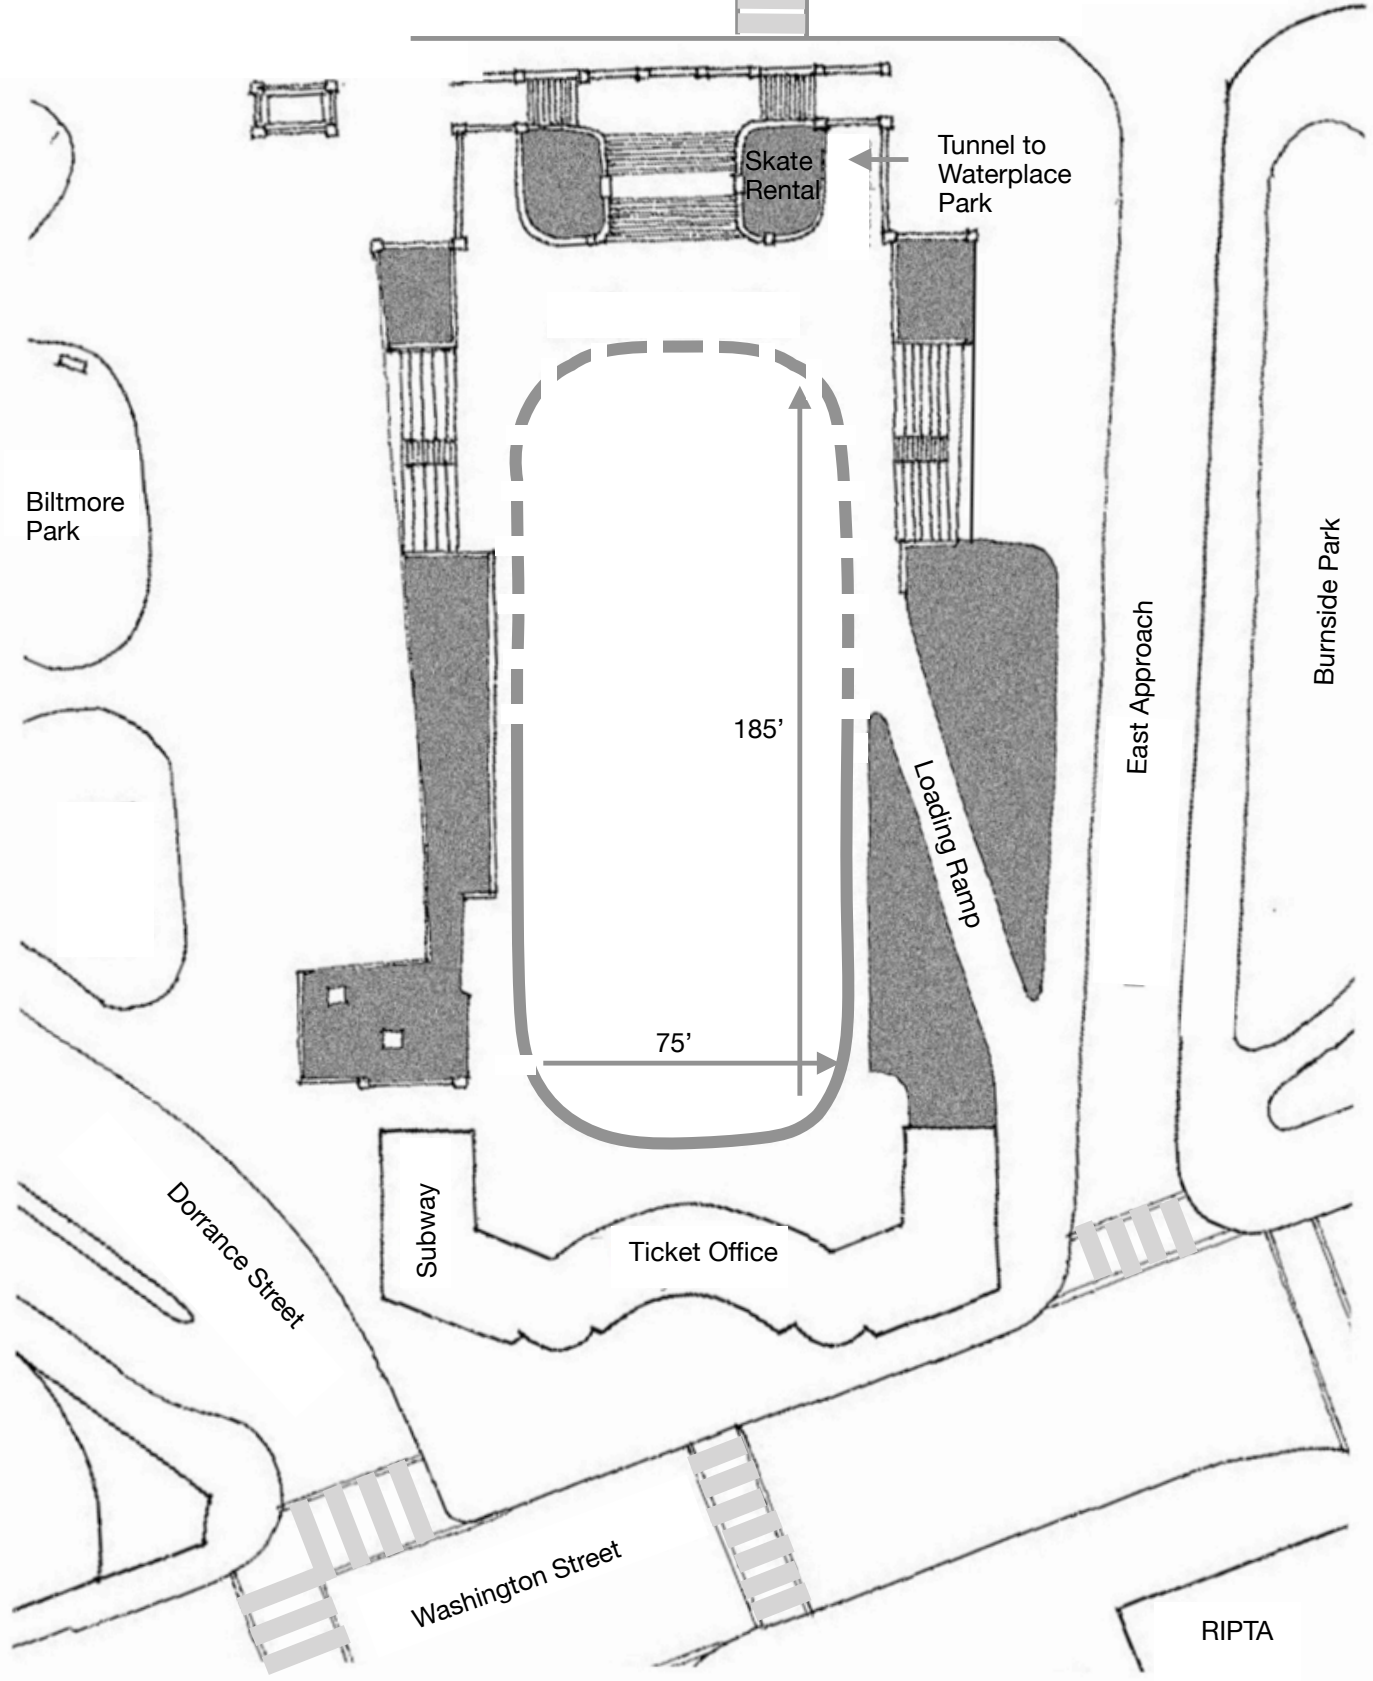 Skate
Rental
Tunnel to
Waterplace
Park
Biltmore
Park
Burnside Park
East Approach
185’
Loading Ramp
75’
Subway
Dorrance Street
Ticket Office
Washington Street
RIPTA